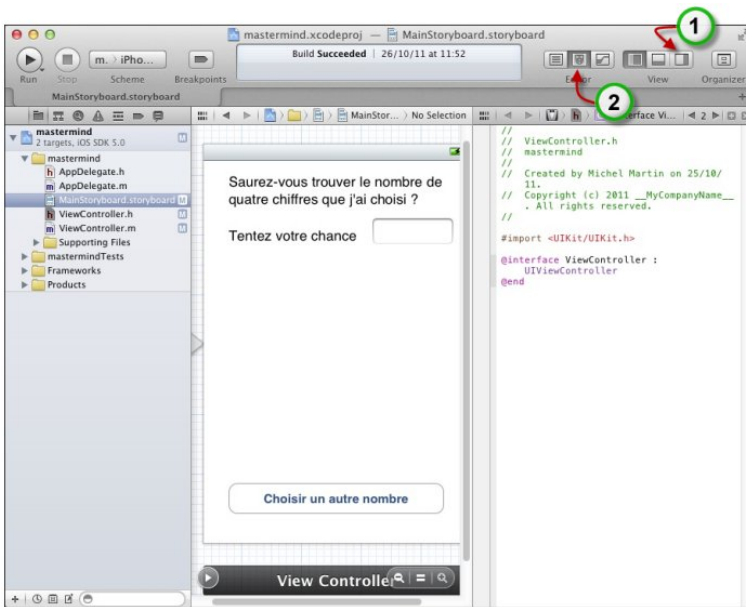 mastermind.xcodeproj — MainStoryboard.storyboard
1
m. iPho...
Build Succeeded | 26/10/11 at 11:52
Run Stop Scheme Breakpoints
View Organizer
2
MainStoryboard.storyboard
MainStor... No Selection
2
mastermind
2 targets, iOS SDK 5.0
M
mastermind
h AppDelegate.h
m AppDelegate.m
MainStoryboard.storyboard M
h ViewController.h
m ViewController.m
Supporting Files
mastermindTests
Frameworks
Products
Saurez-vous trouver le nombre de
quatre chiffres que j'ai choisi ?
Tentez votre chance
Choisir un autre nombre
View Controller
//
// ViewController.h
// mastermind
//
// Created by Michel Martin on 25/10/
11.
// Copyright (c) 2011 __MyCompanyName__
. All rights reserved.
//
#import <UIKit/UIKit.h>
@interface ViewController :
UIViewController
@end